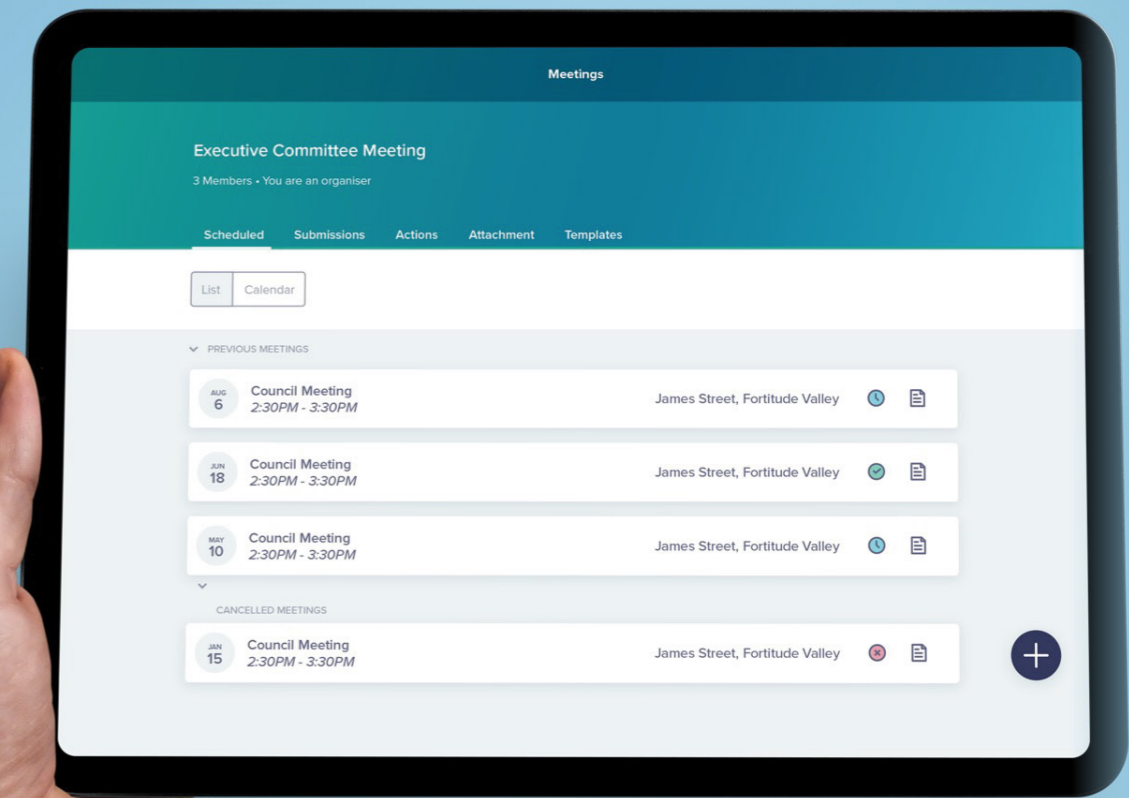 Meetings
Executive Committee Meeting
3 Members • You are an organiser
Scheduled Submissions Actions Attachment Templates
List Calendar
PREVIOUS MEETINGS
AUG
6
Council Meeting
2:30PM - 3:30PM
James Street, Fortitude Valley
JUN
18
Council Meeting
2:30PM - 3:30PM
James Street, Fortitude Valley
MAY
10
Council Meeting
2:30PM - 3:30PM
James Street, Fortitude Valley
CANCELLED MEETINGS
JAN
15
Council Meeting
2:30PM - 3:30PM
James Street, Fortitude Valley